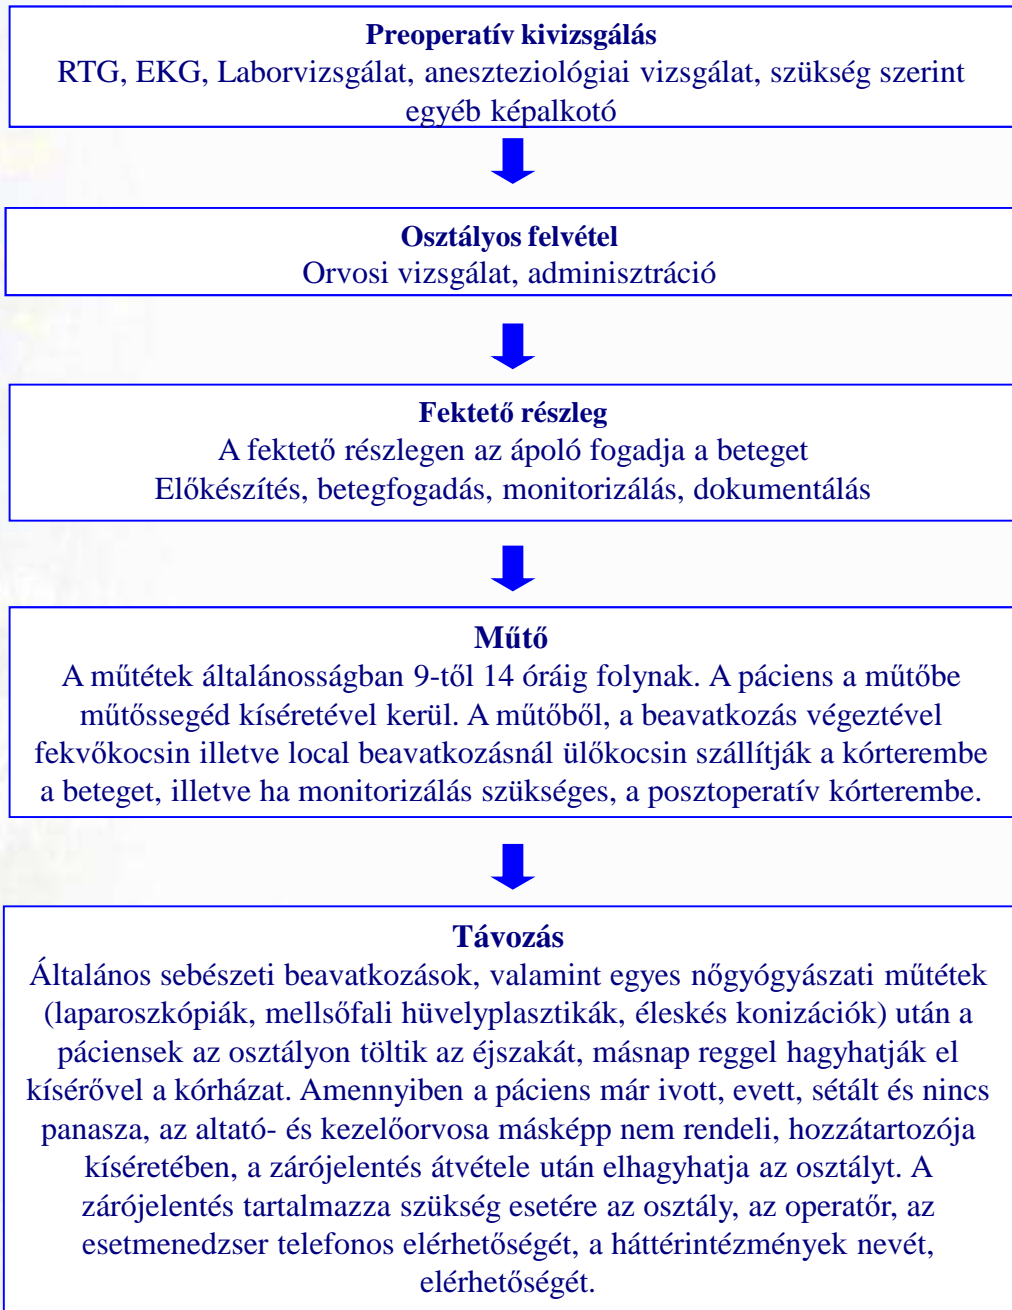 Preoperatív kivizsgálás
RTG, EKG, Laborvizsgálat, aneszteziológiai vizsgálat, szükség szerint
egyéb képalkotó
Osztályos felvétel
Orvosi vizsgálat, adminisztráció
Fektető részleg
A fektető részlegen az ápoló fogadja a beteget
Előkészítés, betegfogadás, monitorizálás, dokumentálás
Műtő
A műtétek általánosságban 9-től 14 óráig folynak. A páciens a műtőbe
műtőssegéd kíséretével kerül. A műtőből, a beavatkozás végeztével
fekvőkocsin illetve local beavatkozásnál ülőkocsin szállítják a kórterembe
a beteget, illetve ha monitorizálás szükséges, a posztoperatív kórterembe.
Távozás
Általános sebészeti beavatkozások, valamint egyes nőgyógyászati műtétek
(laparoszkópiák, mellsőfali hüvelyplasztikák, éleskés konizációk) után a
páciensek az osztályon töltik az éjszakát, másnap reggel hagyhatják el
kísérővel a kórházat. Amennyiben a páciens már ivott, evett, sétált és nincs
panasza, az altató- és kezelőorvosa másképp nem rendeli, hozzátartozója
kíséretében, a zárójelentés átvétele után elhagyhatja az osztályt. A
zárójelentés tartalmazza szükség esetére az osztály, az operatőr, az
esetmenedzser telefonos elérhetőségét, a háttérintézmények nevét,
elérhetőségét.